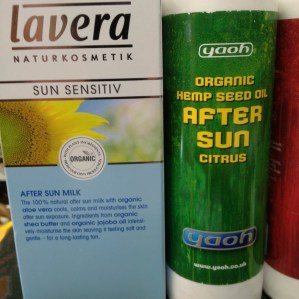 lavera
NATURKOSMETIK
SUN SENSITIV
ORGANIC
AFTER SUN MILK
The 100% natural after sun milk with organic
aloe vera cools, calms and moisturises the skin
after sun exposure. Ingredients from organic
shea butter and organic jojoba oil inten-
sively moisturise the skin leaving it feeling soft and
gentle - for a long-lasting tan.
yaoh
ORGANIC
HEMP SEED OIL
AFTER
SUN
CITRUS
yaoh
www.yaoh.co.uk